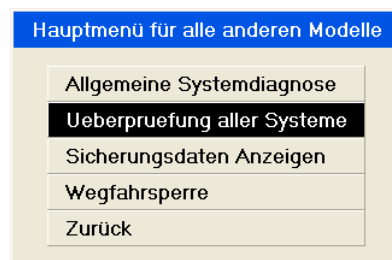 Hauptmenü für alle anderen Modelle
Allgemeine Systemdiagnose
Ueberpruefung aller Systeme
Sicherungsdaten Anzeigen
Wegfahrsperre
Zurück